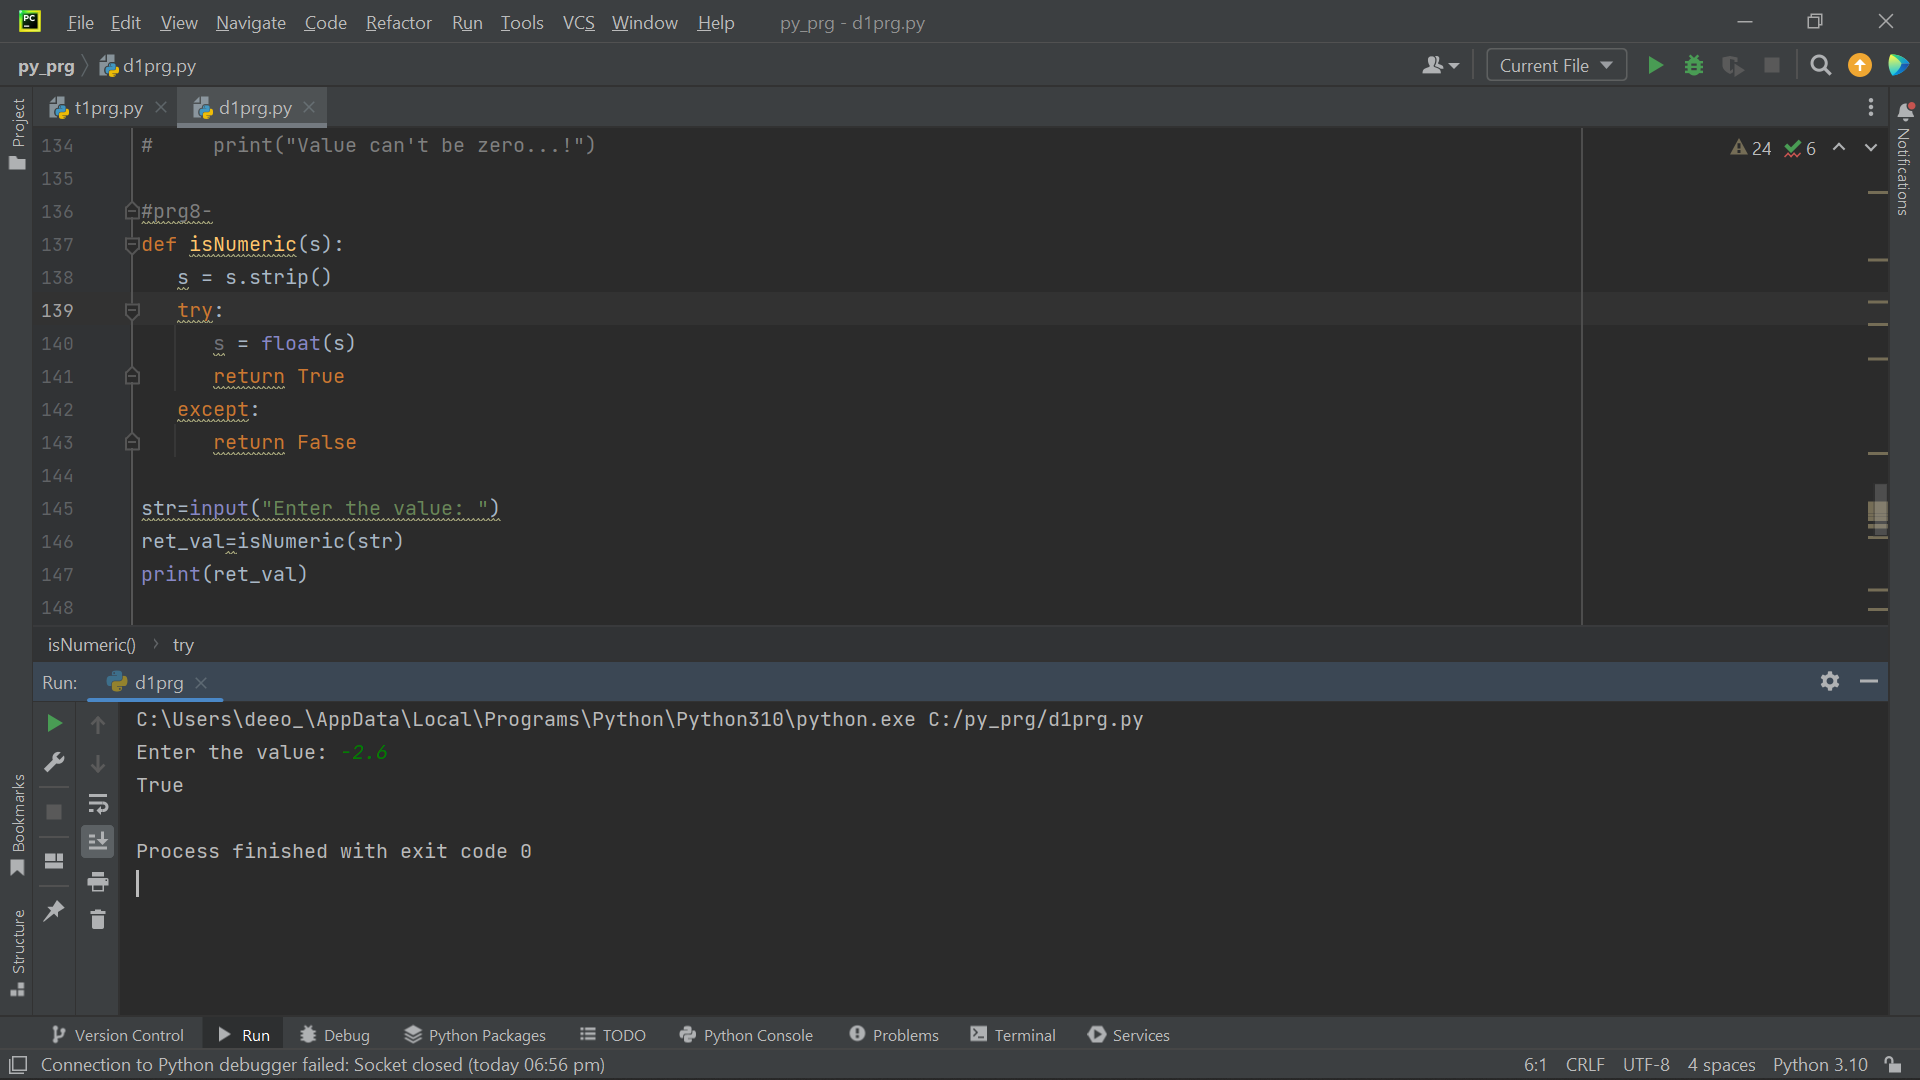 PC
File Edit View Navigate Code Refactor Run Tools VCS Window Help py_prg - d1prg.py
py_prg d1prg.py Current File
t1prg.py d1prg.py
Project
Notifications
24 6
134 #     print("Value can't be zero...!")
135
136 #prg8-
137 def isNumeric(s):
138    s = s.strip()
139    try:
140       s = float(s)
141       return True
142    except:
143       return False
144
145 str=input("Enter the value: ")
146 ret_val=isNumeric(str)
147 print(ret_val)
148
isNumeric() try
Run: d1prg
C:\Users\deeo_\AppData\Local\Programs\Python\Python310\python.exe C:/py_prg/d1prg.py
Enter the value: -2.6
True
Process finished with exit code 0
Bookmarks
Structure
Version Control Run Debug Python Packages TODO Python Console Problems Terminal Services
Connection to Python debugger failed: Socket closed (today 06:56 pm) 6:1 CRLF UTF-8 4 spaces Python 3.10